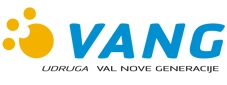 VANG
UDRUGA VAL NOVE GENERACIJE